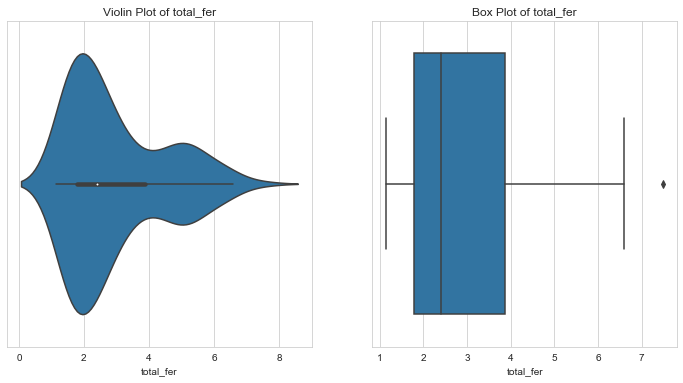 Violin Plot of total_fer
0 2 4 6 8
total_fer
Box Plot of total_fer
1 2 3 4 5 6 7
total_fer